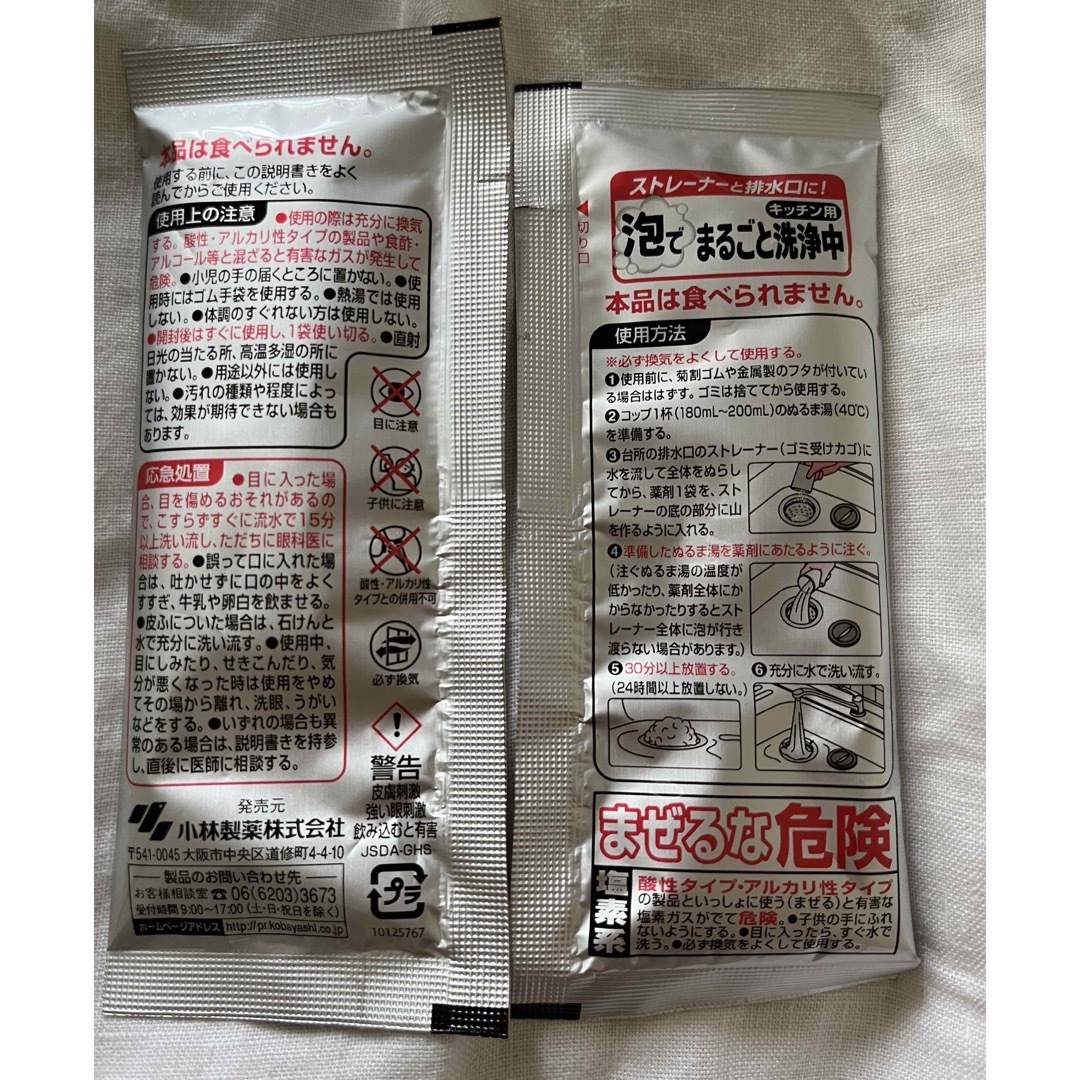 本品は食べられません。
使用する前に、この説明書きをよく
読んでからご使用ください。
使用上の注意
●使用の際は充分に換気
する。酸性・アルカリ性タイプの製品や食酢・
アルコール等と混ざると有害なガスが発生して
危険。●小児の手の届くところに置かない。●使
用時にはゴム手袋を使用する。●熱湯では使用
しない。●体調のすぐれない方は使用しない。
●開封後はすぐに使用し、1袋使い切る。●直射
日光の当たる所、高温多湿の所に
置かない。●用途以外には使用し
ない。●汚れの種類や程度によっ
ては、効果が期待できない場合も
あります。
目に注意
子供に注意
酸性・アルカリ性
タイプとの併用不可
必ず換気
応急処置
●目に入った場
合、目を傷めるおそれがあるの
で、こすらずすぐに流水で15分
以上洗い流し、ただちに眼科医に
相談する。●誤って口に入れた場
合は、吐かせずに口の中をよく
すすぎ、牛乳や卵白を飲ませる。
●皮ふについた場合は、石けんと
水で充分に洗い流す。●使用中、
目にしみたり、せきこんだり、気
分が悪くなった時は使用をやめ
てその場から離れ、洗眼、うがい
などをする。●いずれの場合も異
常のある場合は、説明書きを持参
し、直後に医師に相談する。
警告
皮膚刺激
強い眼刺激
飲み込むと有害
JSDA-GHS
プラ
10125767
発売元
小林製薬株式会社
〒541-0045 大阪市中央区道修町4-4-10
製品のお問い合わせ先
お客様相談室☎06(6203)3673
受付時間 9:00〜17:00 (土・日・祝日を除く)
ホームページアドレス http://pr.kobayashi.co.jp
切り口
ストレーナーと排水口に!
キッチン用
泡でまるごと洗浄中
本品は食べられません。
使用方法
※必ず換気をよくして使用する。
❶使用前に、菊割ゴムや金属製のフタが付いてい
る場合ははずす。ゴミは捨ててから使用する。
❷コップ1杯(180mL〜200mL)のぬるま湯(40℃)
を準備する。
❸台所の排水口のストレーナー(ゴミ受けカゴ)に
水を流して全体をぬらし
てから、薬剤1袋を、スト
レーナーの底の部分に山
を作るように入れる。
❹準備したぬるま湯を薬剤にあたるように注ぐ。
(注ぐぬるま湯の温度が
低かったり、薬剤全体にか
からなかったりするとスト
レーナー全体に泡が行き
渡らない場合があります。)
❺30分以上放置する。
(24時間以上放置しない。)
❻充分に水で洗い流す。
まぜるな危険
塩素系
酸性タイプ・アルカリ性タイプ
の製品といっしょに使う(まぜる)と有害な
塩素ガスがでて危険。●子供の手にふれ
ないようにする。●目に入ったら、すぐ水で
洗う。●必ず換気をよくして使用する。